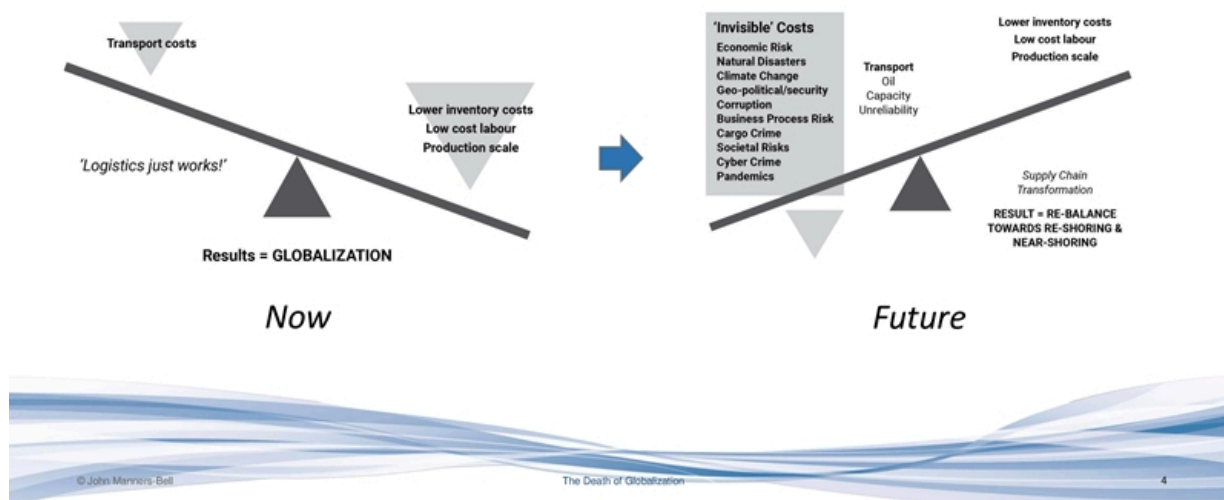 Transport costs
Lower inventory costs
Low cost labour
Production scale
‘Logistics just works!’
Results = GLOBALIZATION
Now
‘Invisible’ Costs
Economic Risk
Natural Disasters
Climate Change
Geo-political/security
Corruption
Business Process Risk
Cargo Crime
Societal Risks
Cyber Crime
Pandemics
Transport
Oil
Capacity
Unreliability
Lower inventory costs
Low cost labour
Production scale
Supply Chain
Transformation
RESULT = RE-BALANCE
TOWARDS RE-SHORING &
NEAR-SHORING
Future
© John Manners-Bell
The Death of Globalization
4